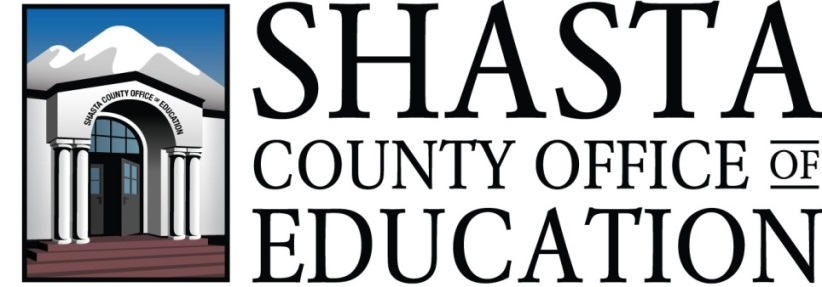 SHASTA COUNTY OFFICE OF EDUCATION
SHASTA
COUNTY OFFICE OF
EDUCATION